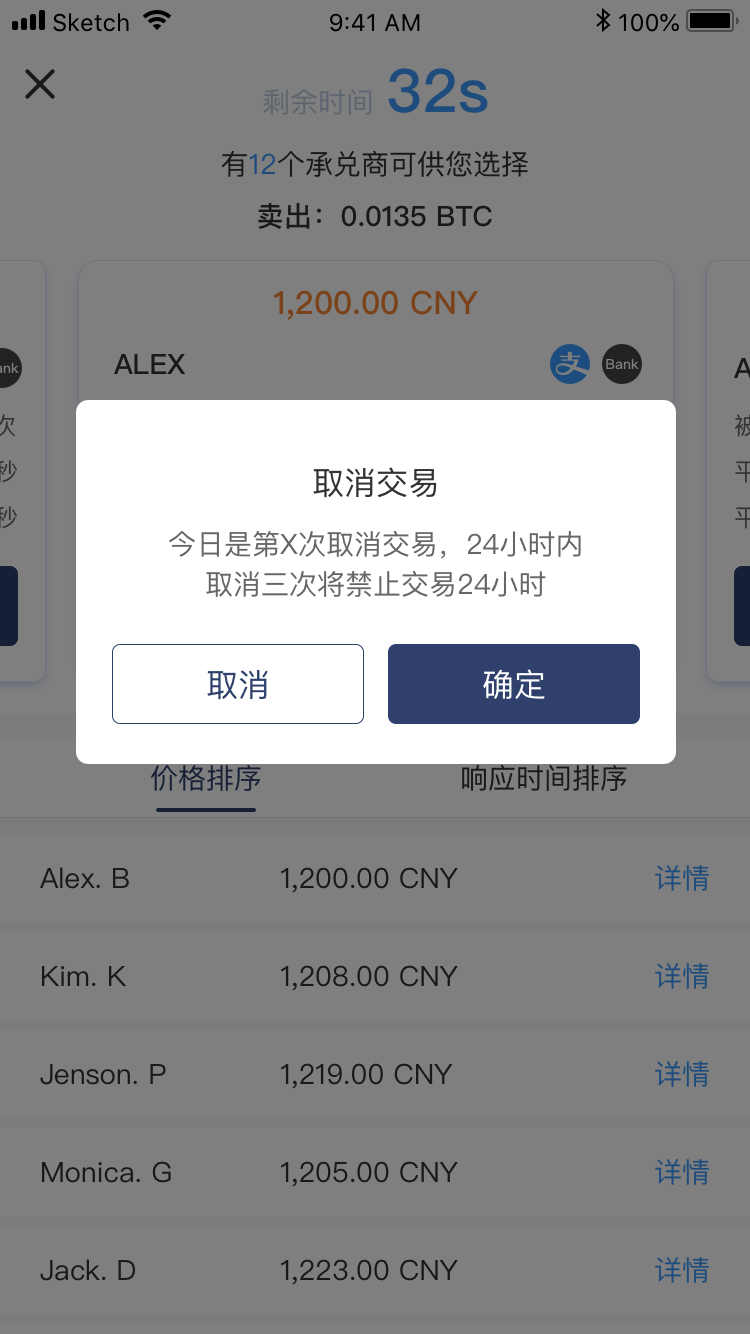 Sketch 9:41 AM 100%
剩余时间 32s
有12个承兑商可供您选择
卖出：0.0135 BTC
1,200.00 CNY
ALEX 支 Bank
ank
A
次
秒
秒
被
平
平
取消交易
今日是第X次取消交易，24小时内
取消三次将禁止交易24小时
取消 确定
价格排序 响应时间排序
Alex. B 1,200.00 CNY 详情
Kim. K 1,208.00 CNY 详情
Jenson. P 1,219.00 CNY 详情
Monica. G 1,205.00 CNY 详情
Jack. D 1,223.00 CNY 详情